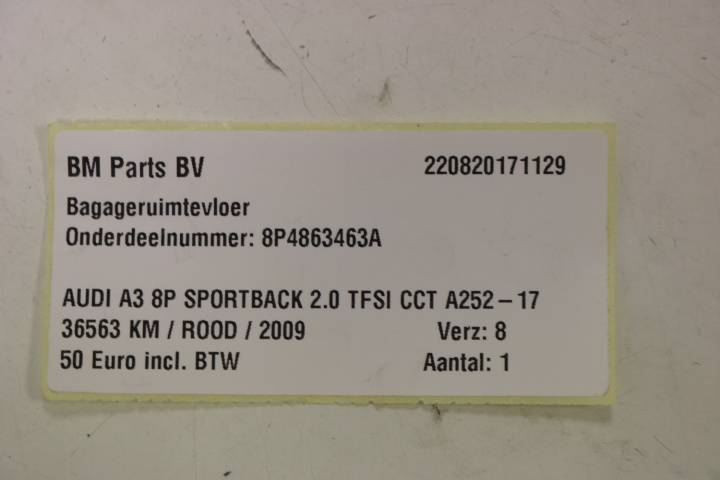 BM Parts BV 220820171129
Bagageruimtevloer
Onderdeelnummer: 8P4863463A
AUDI A3 8P SPORTBACK 2.0 TFSI CCT A252 - 17
36563 KM / ROOD / 2009 Verz: 8
50 Euro incl. BTW Aantal: 1